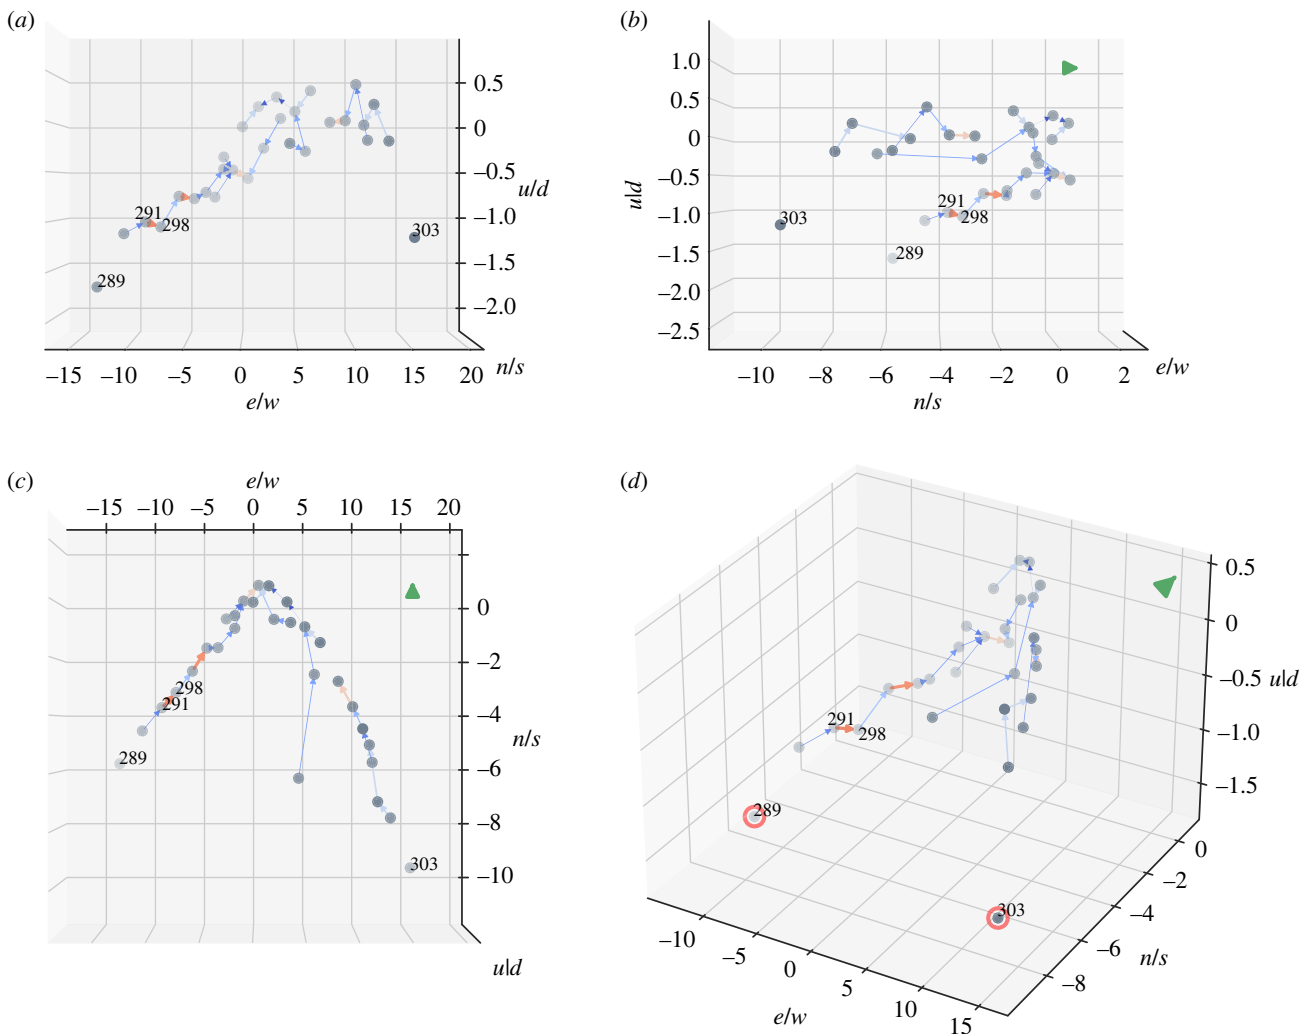 (a)
0.5
0
–0.5
u/d
–1.0
–1.5
–2.0
291
298
303
289
–15 –10 –5 0 5 10 15 20
n/s
e/w
(b)
1.0
0.5
0
–0.5
u|d
–1.0
–1.5
–2.0
–2.5
303
291
298
289
–10 –8 –6 –4 –2 0 2
e/w
n/s
(c)
e/w
–15 –10 –5 0 5 10 15 20
0
–2
–4
n/s
–6
–8
–10
298
291
289
303
u|d
(d)
0.5
0
–0.5
u|d
–1.0
–1.5
291
298
289
303
0
–2
–4
–6
–8
n/s
–10
–5
0
5
10
15
e/w